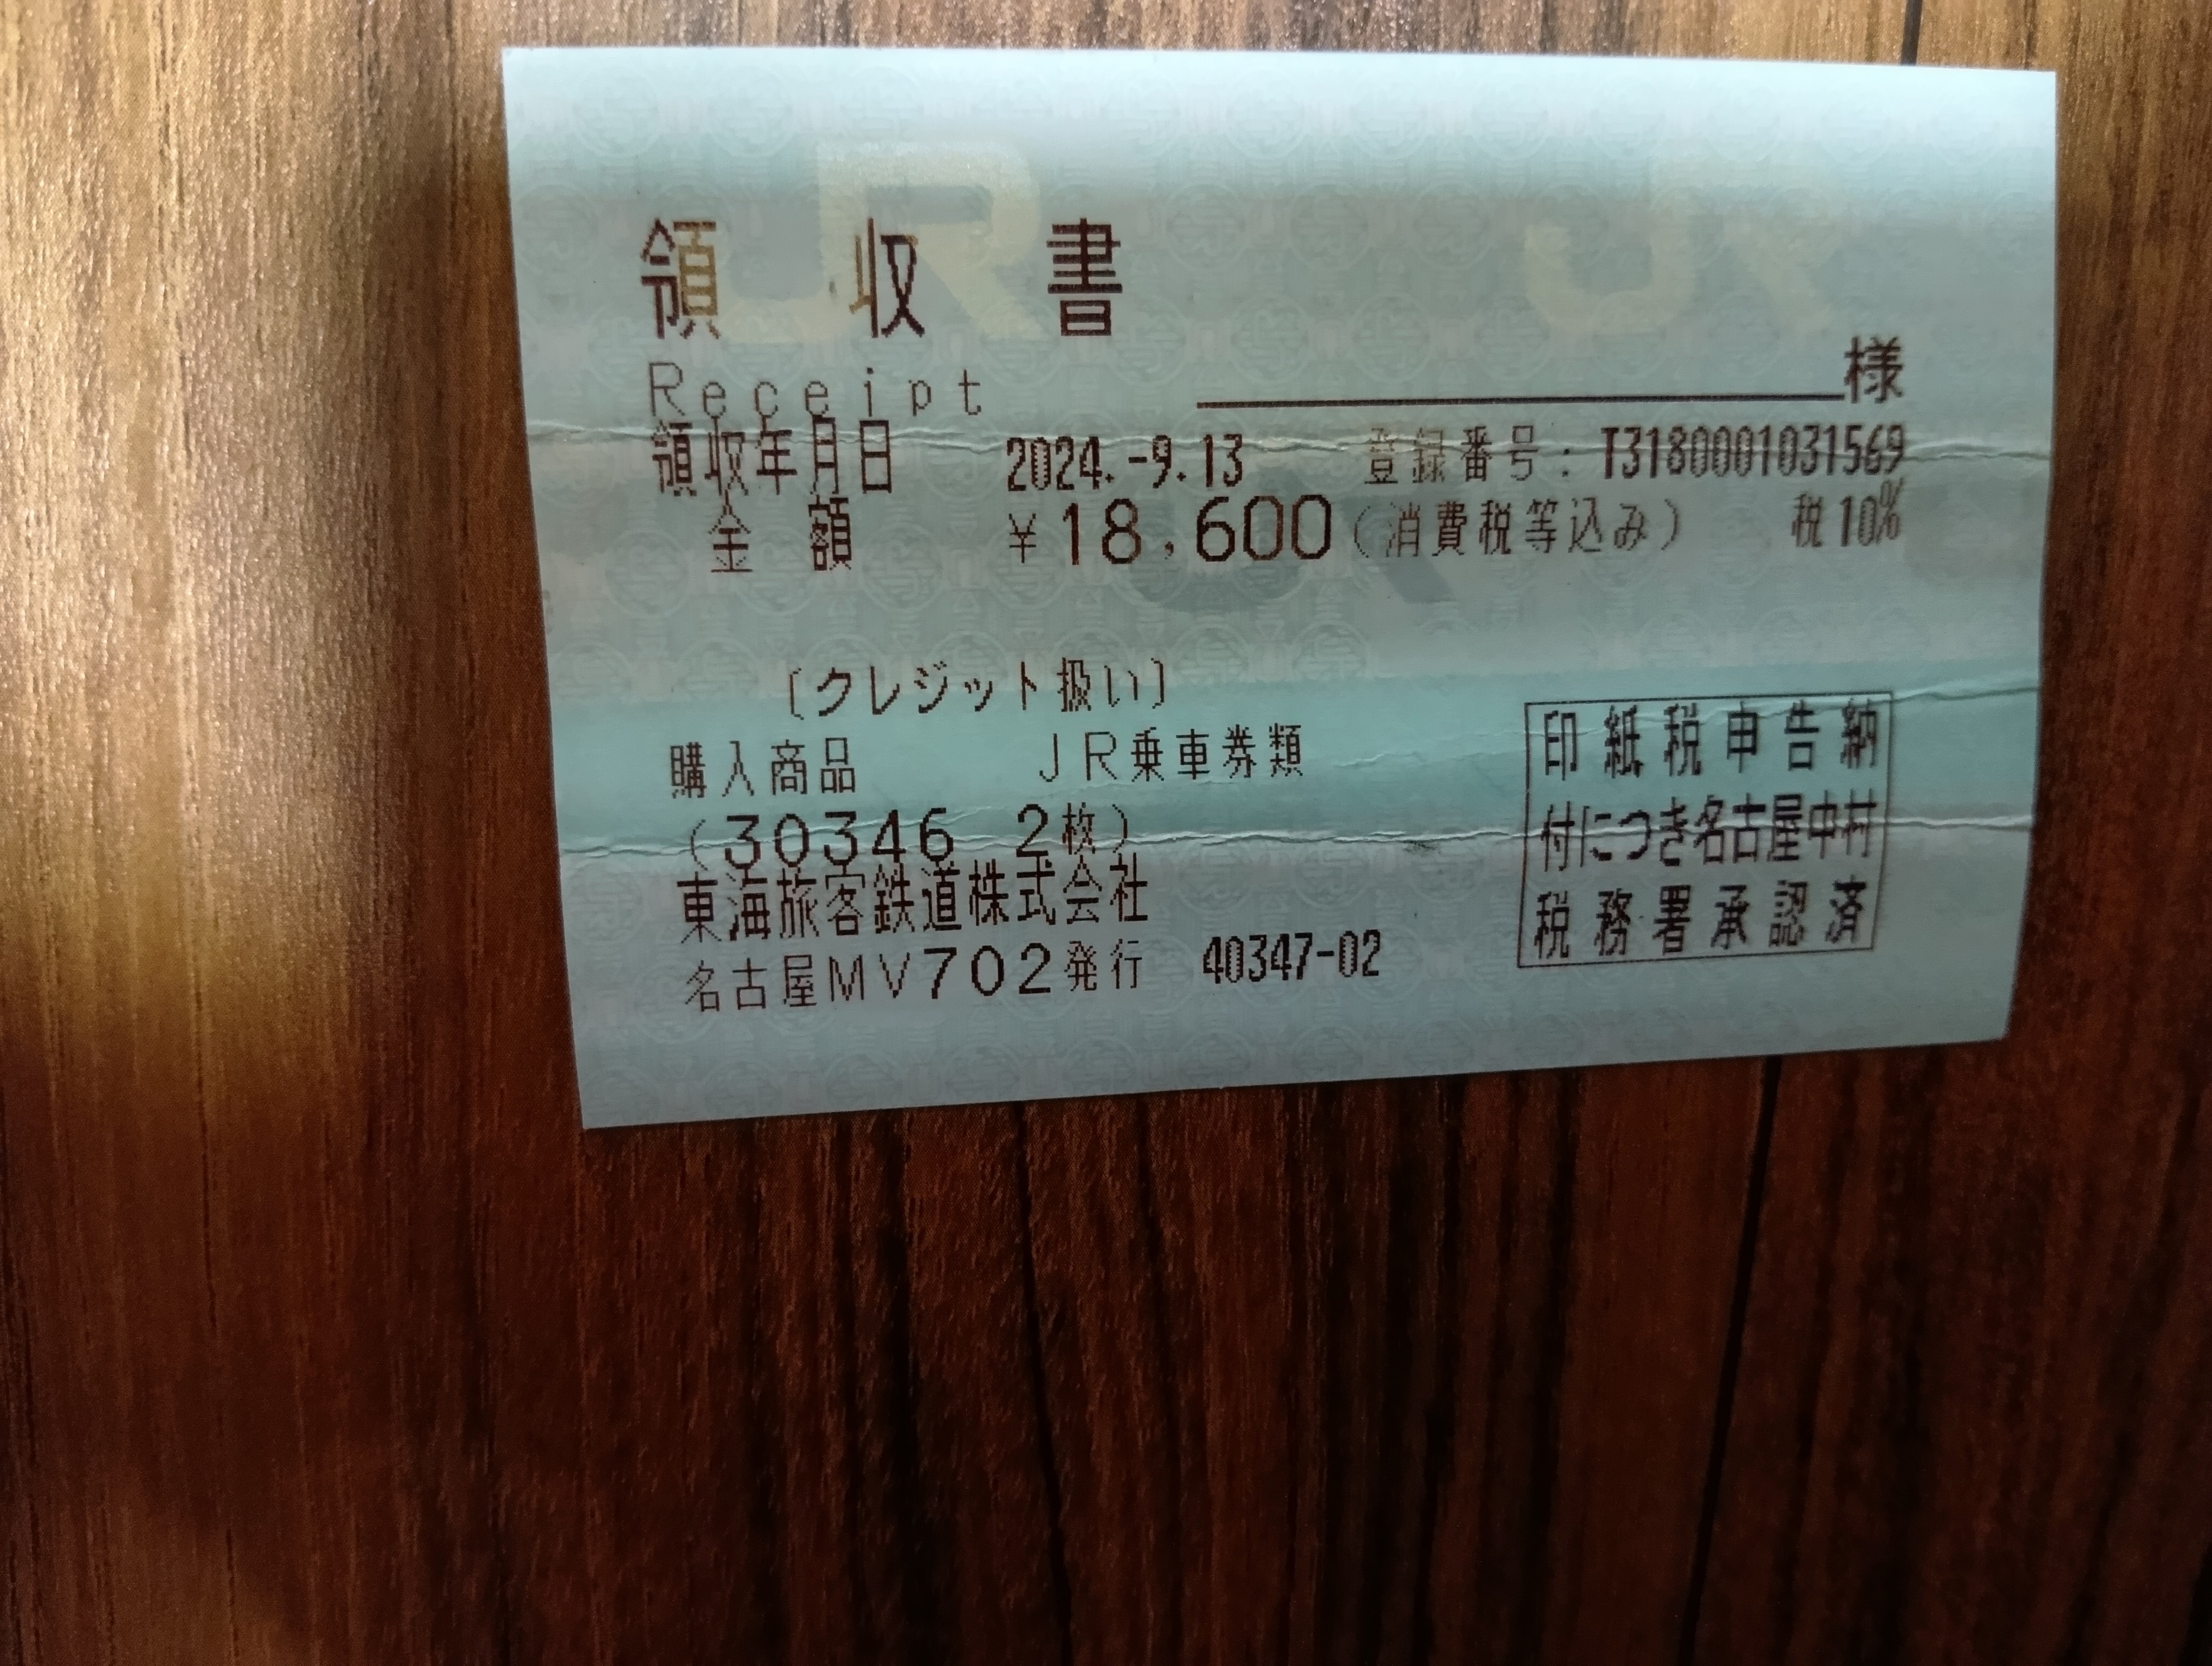 領収書
Receipt
様
領収年月日 2024.-9.13 登録番号:T3180001031569
金額 ¥18,600(消費税等込み) 税10%
〔クレジット扱い〕
購入商品 JR乗車券類
(30346 2枚)
東海旅客鉄道株式会社
名古屋MV702発行 40347-02
印紙税申告納
付につき名古屋中村
税務署承認済